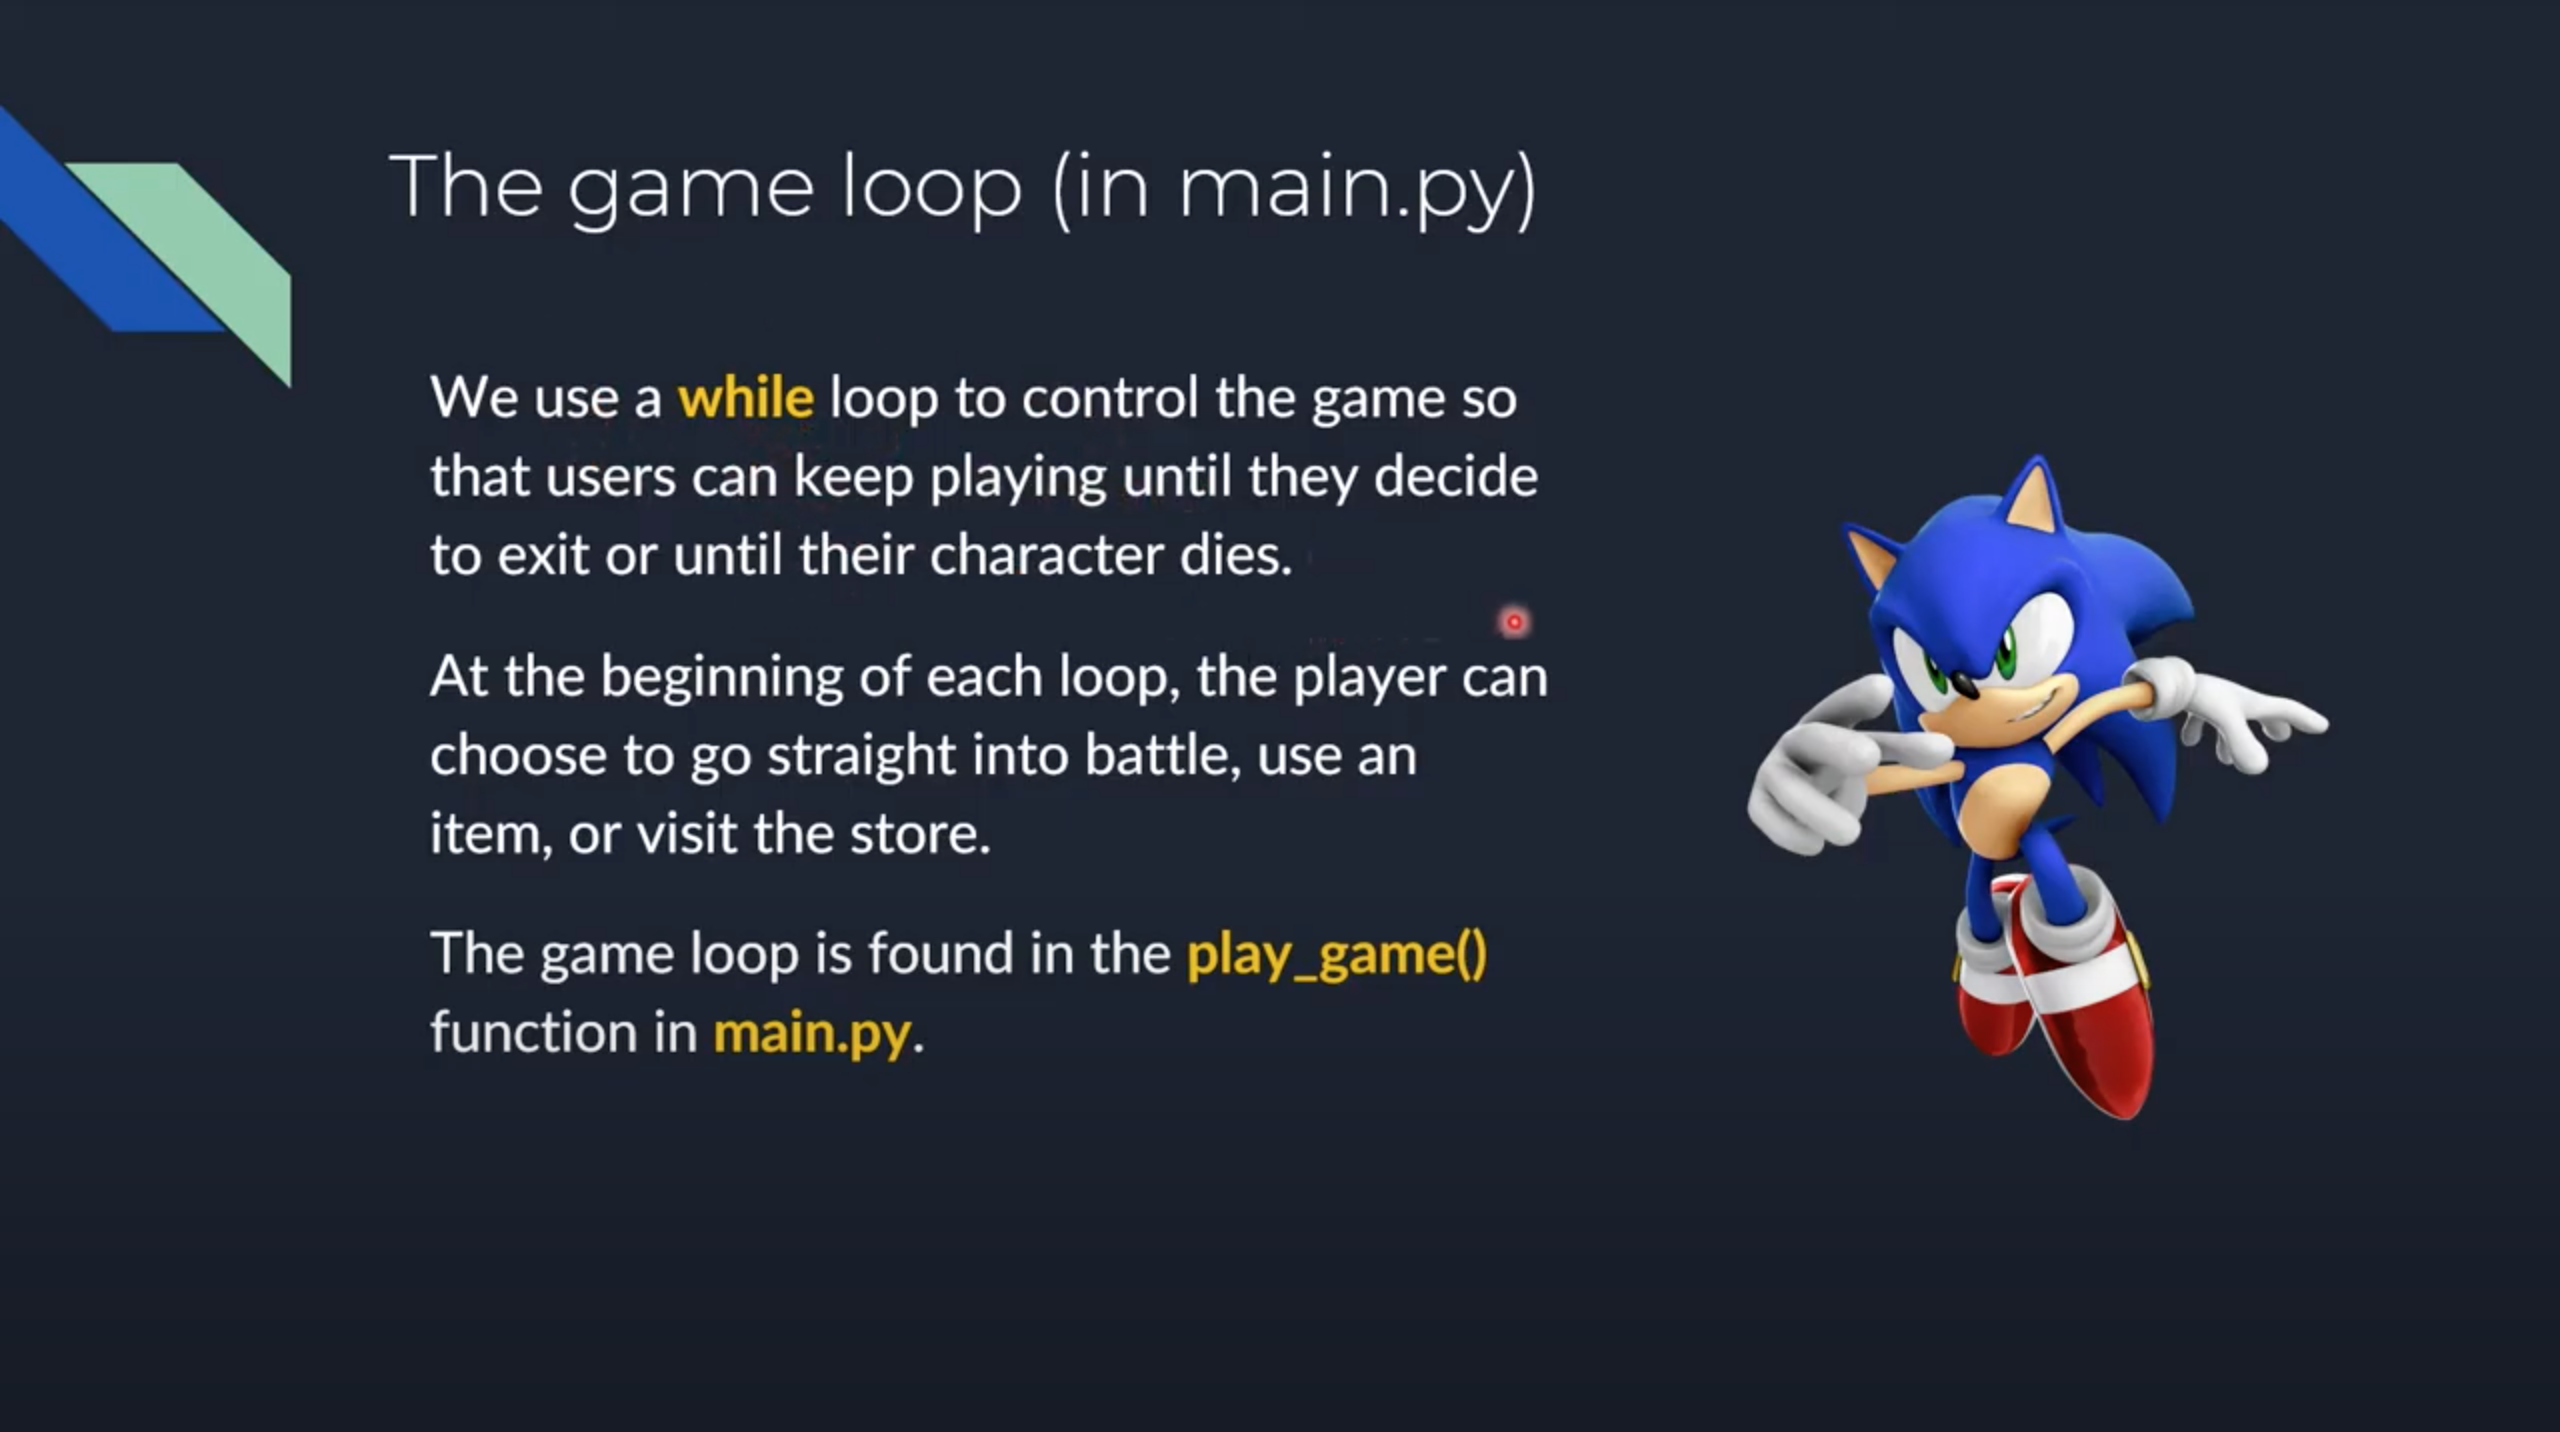 The game loop (in main.py)
We use a while loop to control the game so
that users can keep playing until they decide
to exit or until their character dies.
At the beginning of each loop, the player can
choose to go straight into battle, use an
item, or visit the store.
The game loop is found in the play_game()
function in main.py.